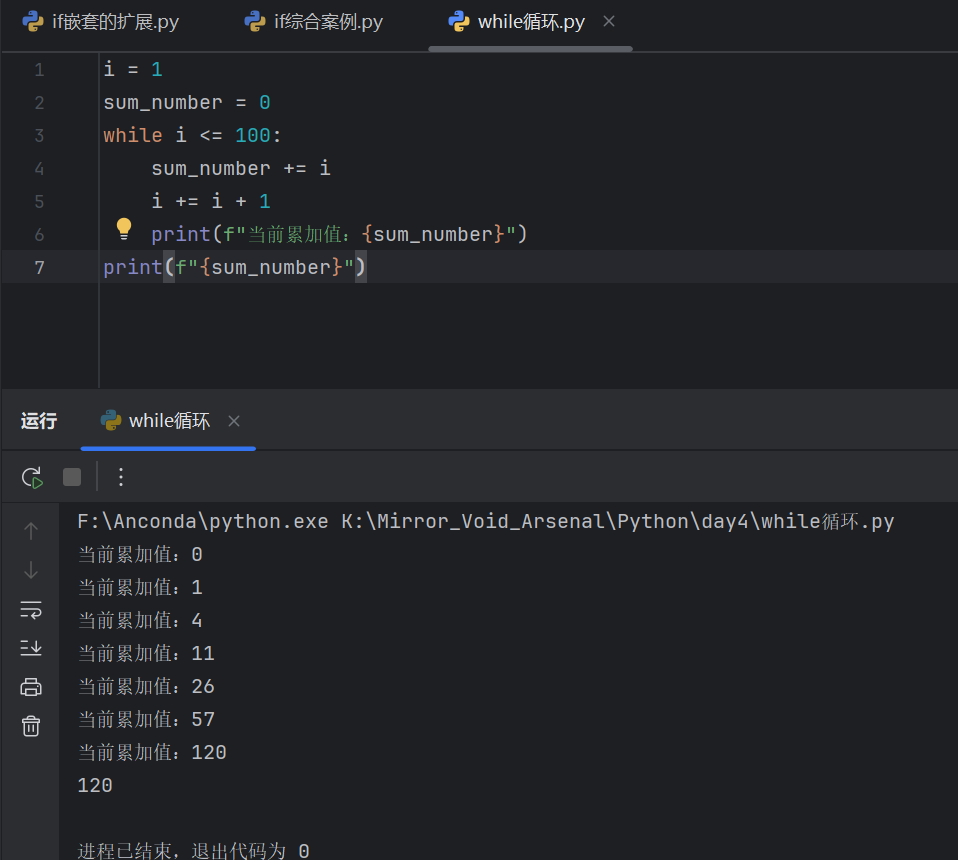 if嵌套的扩展.py if综合案例.py while循环.py
1 i = 1
2 sum_number = 0
3 while i <= 100:
4     sum_number += i
5     i += i + 1
6     print(f"当前累加值：{sum_number}")
7 print(f"{sum_number}")
运行 while循环
F:\Anconda\python.exe K:\Mirror_Void_Arsenal\Python\day4\while循环.py
当前累加值：0
当前累加值：1
当前累加值：4
当前累加值：11
当前累加值：26
当前累加值：57
当前累加值：120
120
进程已结束，退出代码为 0